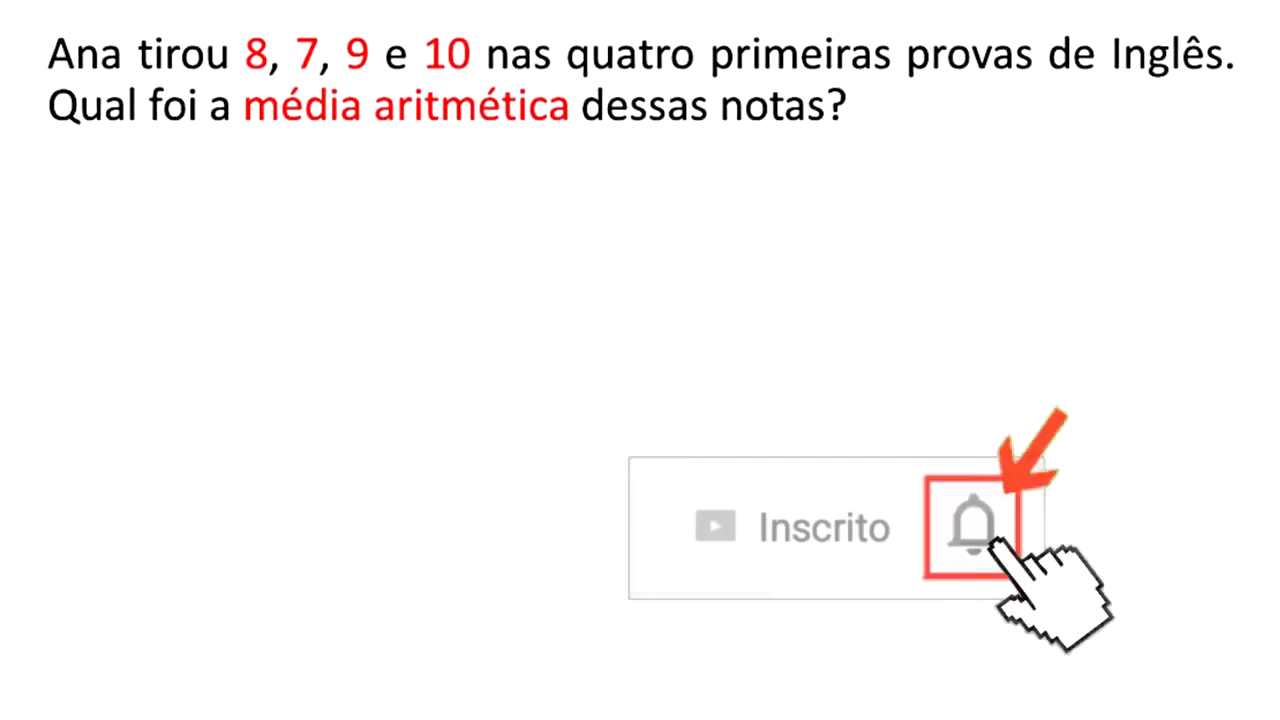 Ana tirou 8, 7, 9 e 10 nas quatro primeiras provas de Inglês.
Qual foi a média aritmética dessas notas?
Inscrito